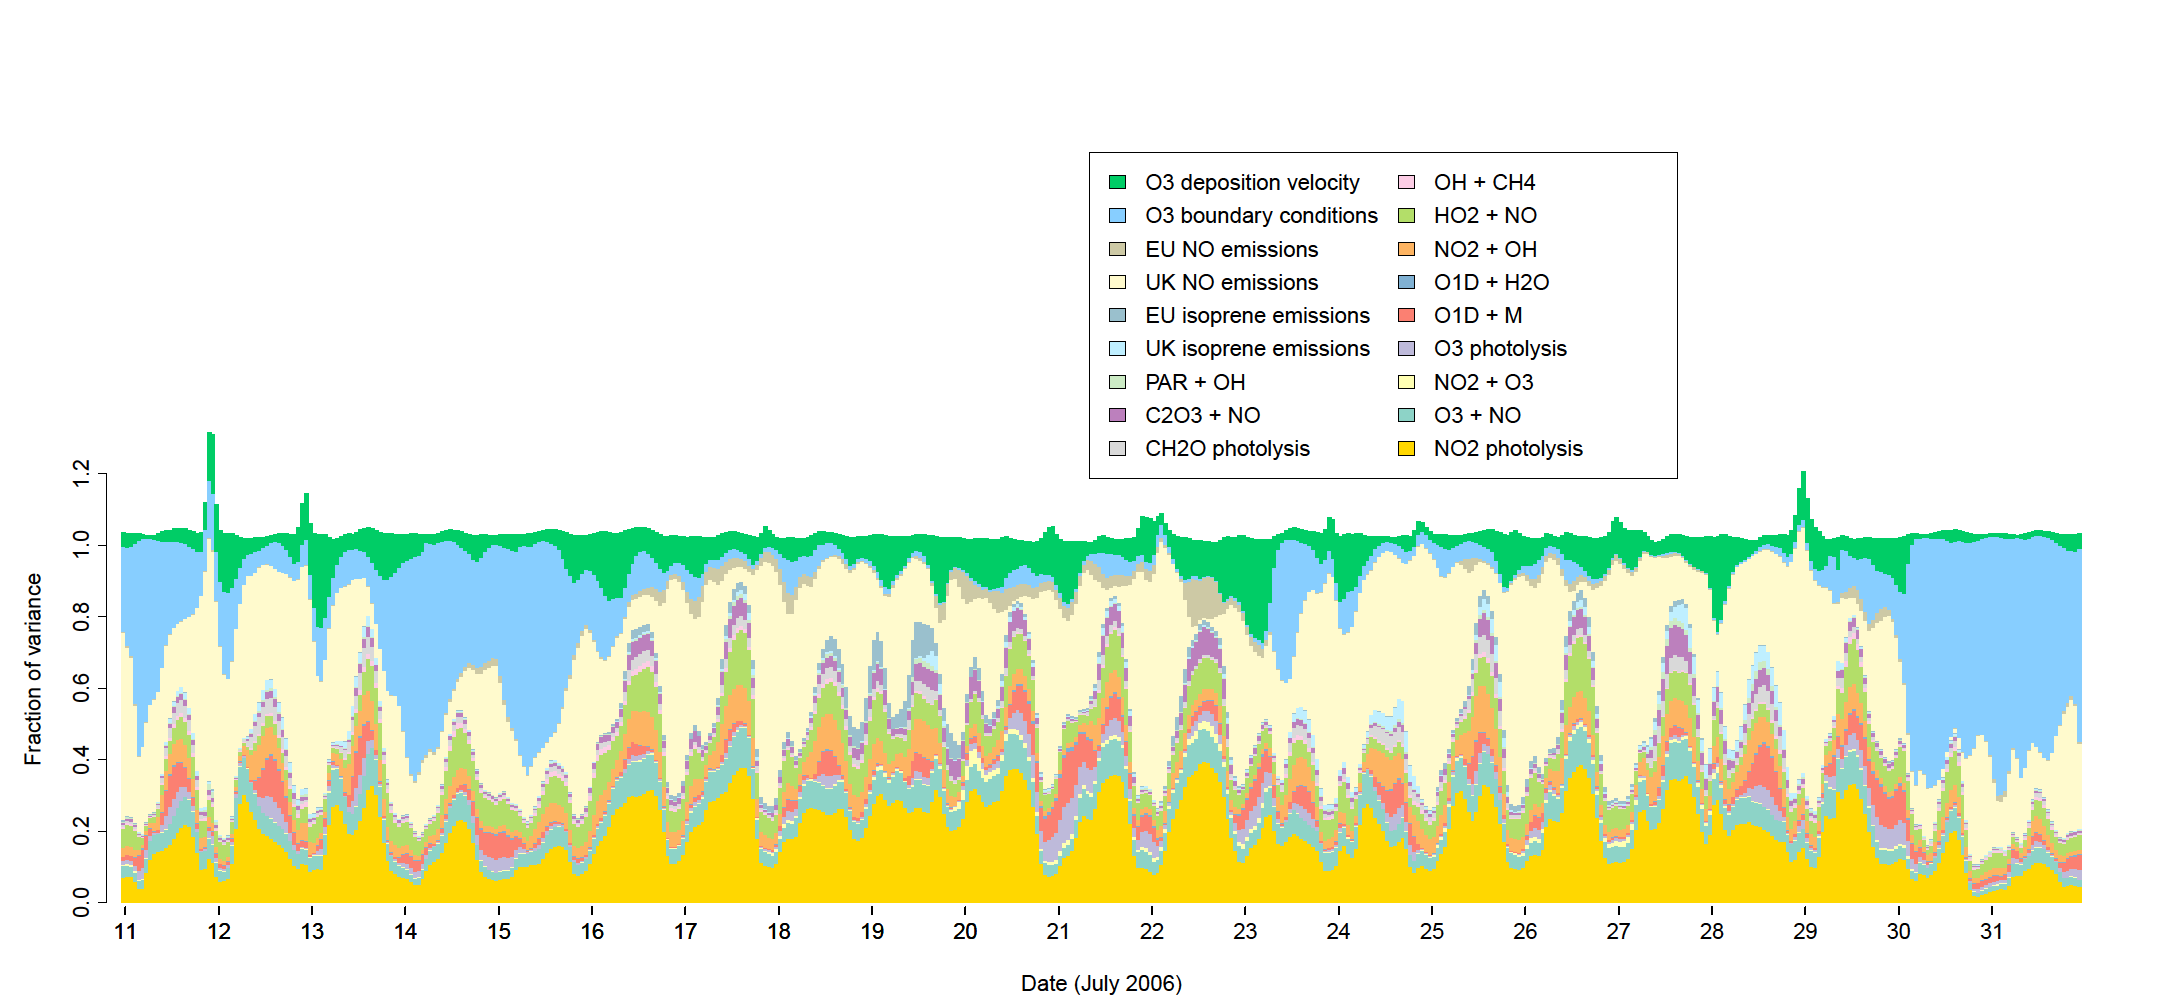 O3 deposition velocity
O3 boundary conditions
EU NO emissions
UK NO emissions
EU isoprene emissions
UK isoprene emissions
PAR + OH
C2O3 + NO
CH2O photolysis
OH + CH4
HO2 + NO
NO2 + OH
O1D + H2O
O1D + M
O3 photolysis
NO2 + O3
O3 + NO
NO2 photolysis
Fraction of variance
1.2
1.0
0.8
0.6
0.4
0.2
0.0
11 12 13 14 15 16 17 18 19 20 21 22 23 24 25 26 27 28 29 30 31
Date (July 2006)